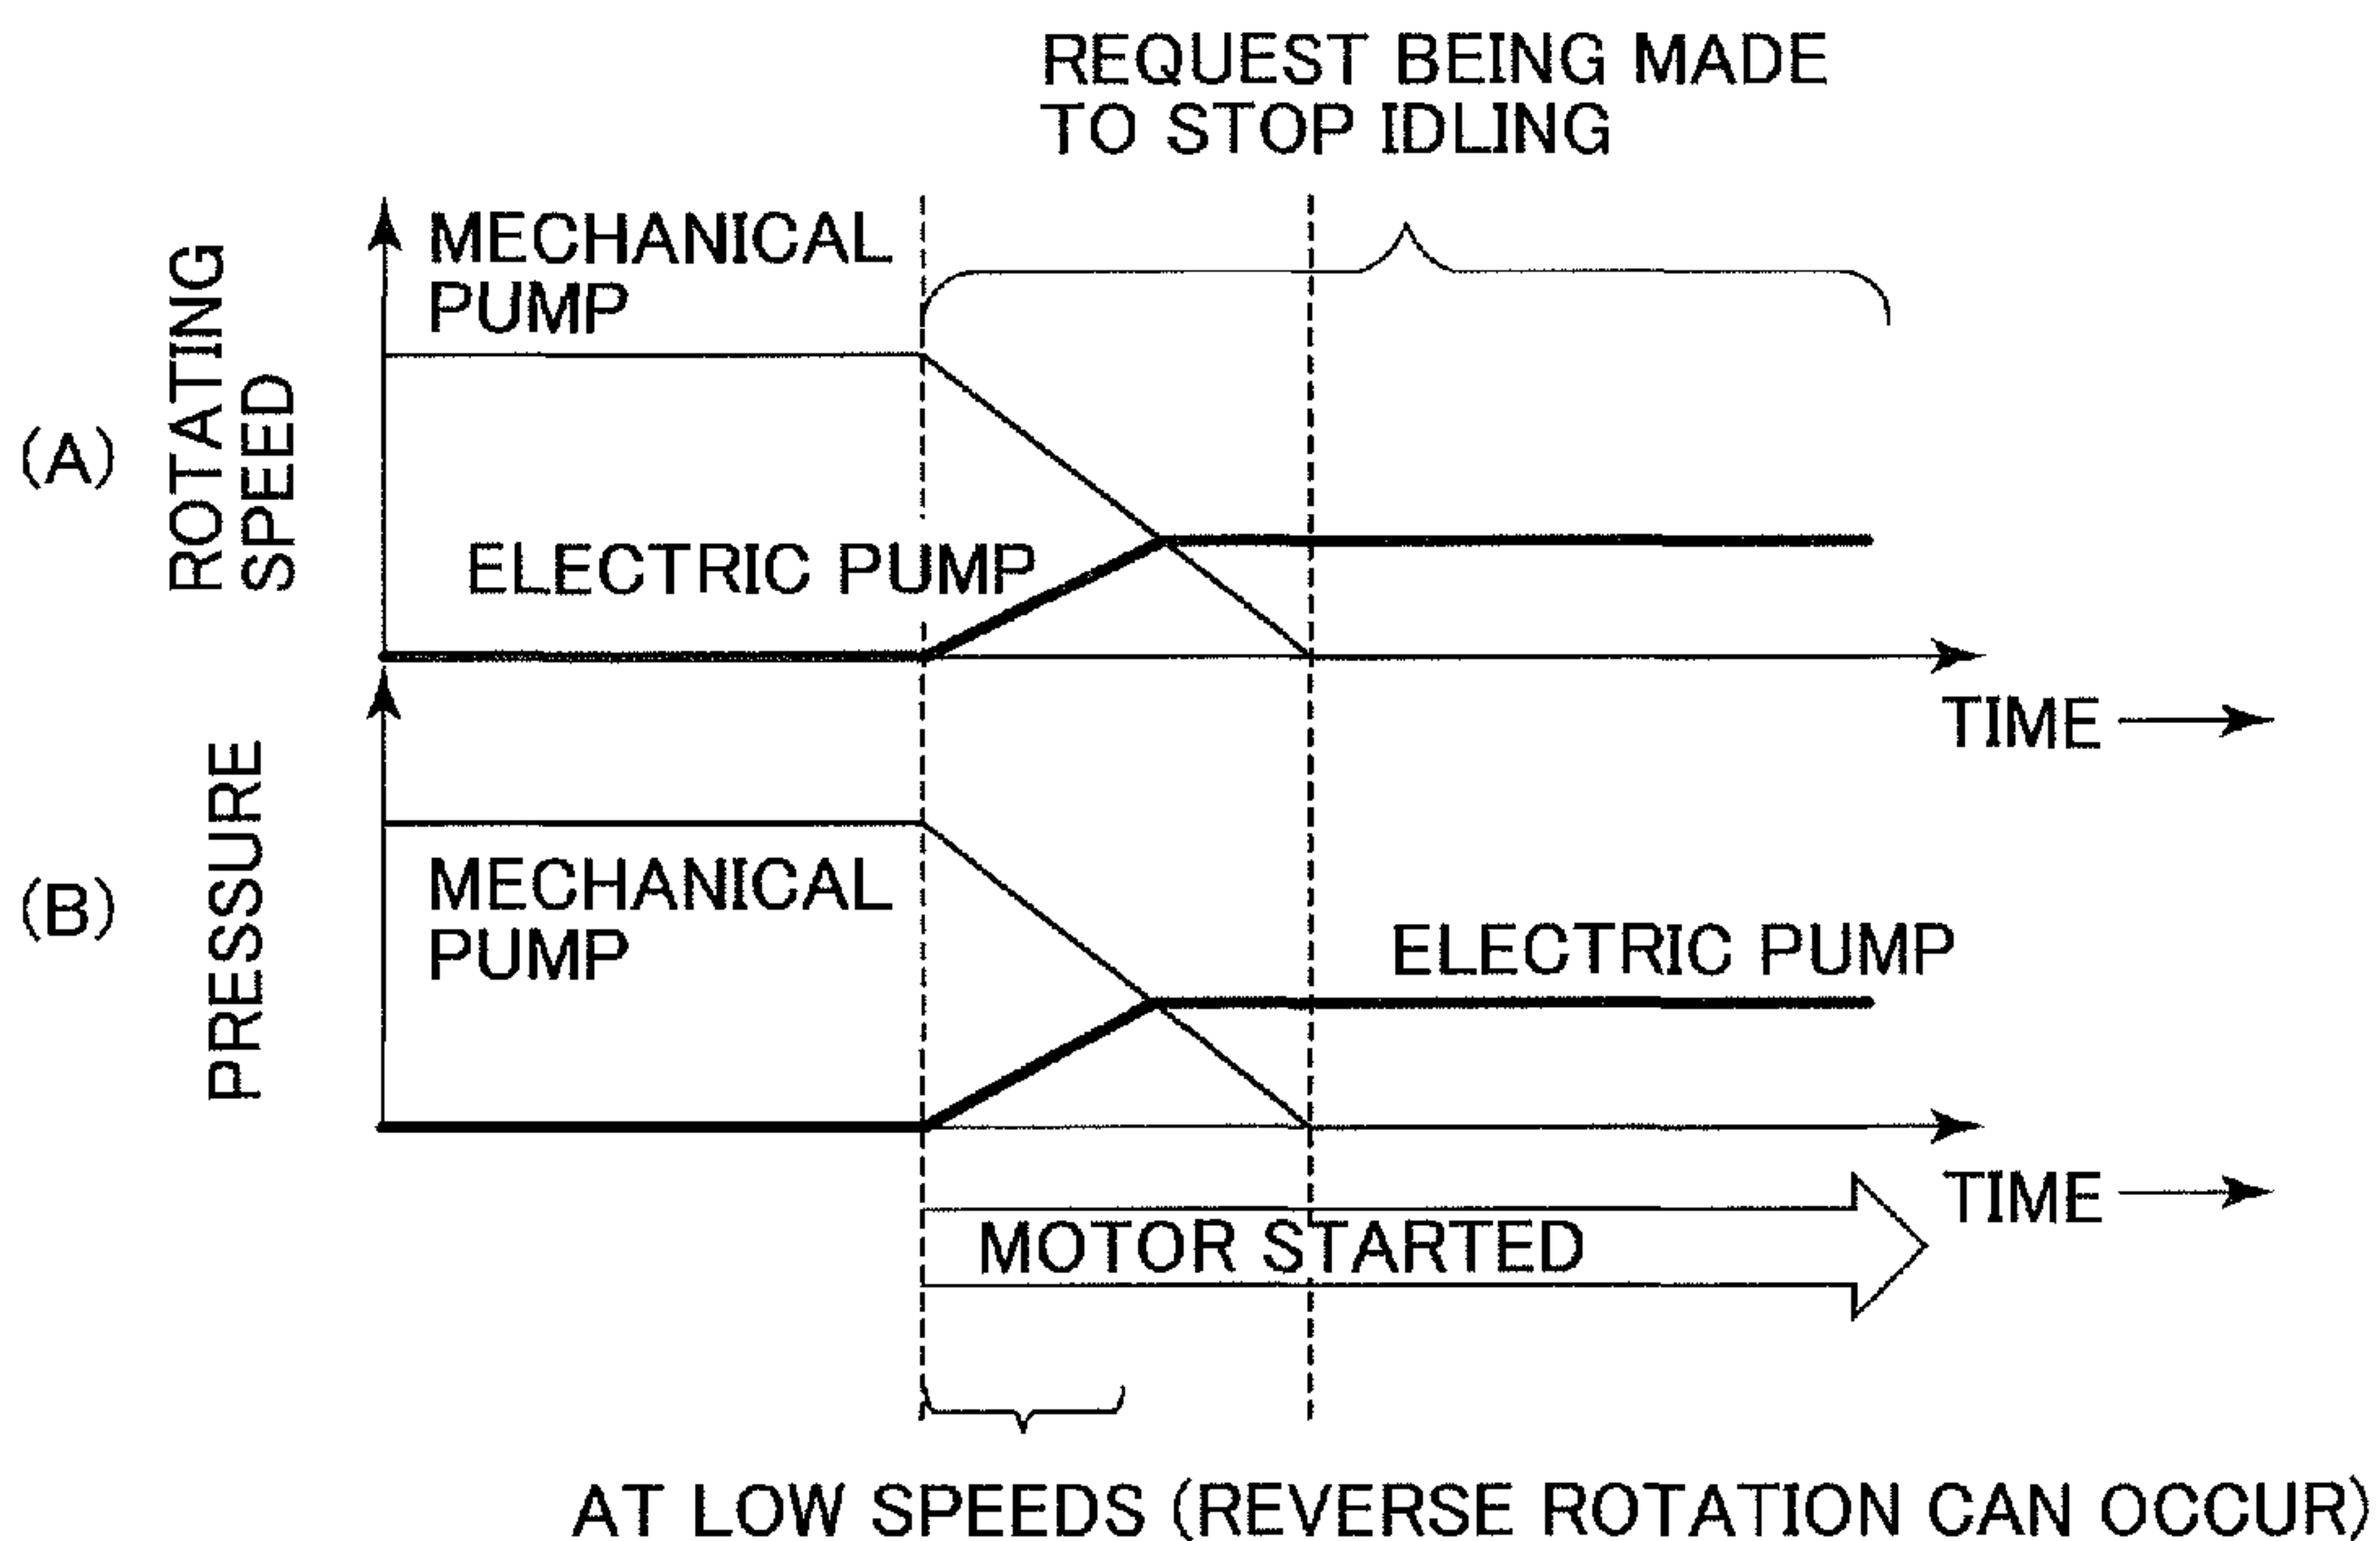 REQUEST BEING MADE
TO STOP IDLING
(A)
ROTATING
SPEED
MECHANICAL
PUMP
ELECTRIC PUMP
TIME
(B)
PRESSURE
MECHANICAL
PUMP
ELECTRIC PUMP
TIME
MOTOR STARTED
AT LOW SPEEDS (REVERSE ROTATION CAN OCCUR)